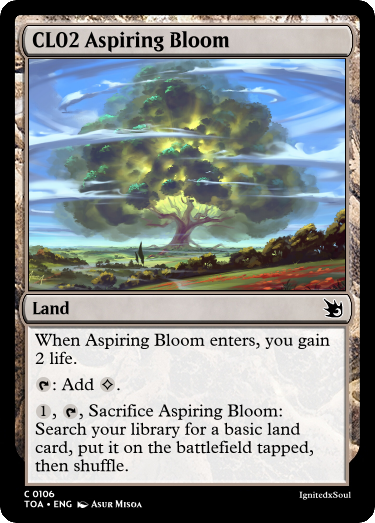 CL02 Aspiring Bloom
Land
When Aspiring Bloom enters, you gain
2 life.
: Add .
1, , Sacrifice Aspiring Bloom:
Search your library for a basic land
card, put it on the battlefield tapped,
then shuffle.
C 0106
TOA • ENG Asur Misoa
IgnitedxSoul